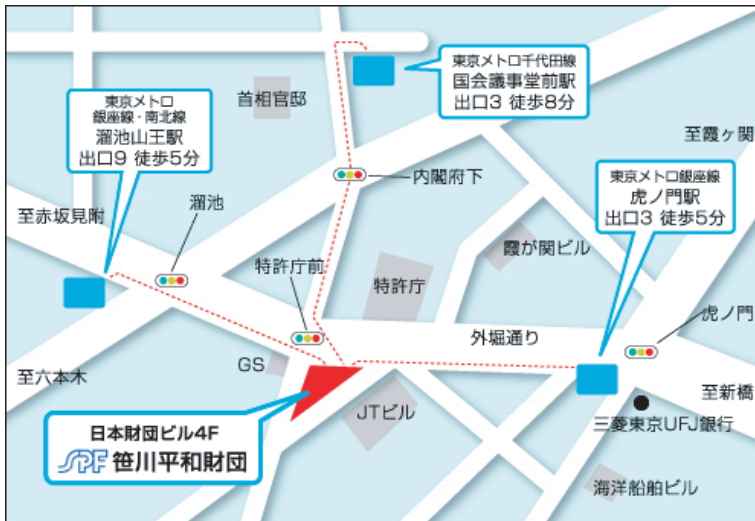 東京メトロ千代田線
国会議事堂前駅
出口3 徒歩8分
首相官邸
東京メトロ
銀座線・南北線
溜池山王駅
出口9 徒歩5分
至霞ヶ関
内閣府下
東京メトロ銀座線
虎ノ門駅
出口3 徒歩5分
溜池
至赤坂見附
霞が関ビル
特許庁前
特許庁
虎ノ門
外堀通り
GS
至六本木
至新橋
JTビル
三菱東京UFJ銀行
日本財団ビル4F
SPF 笹川平和財団
海洋船舶ビル